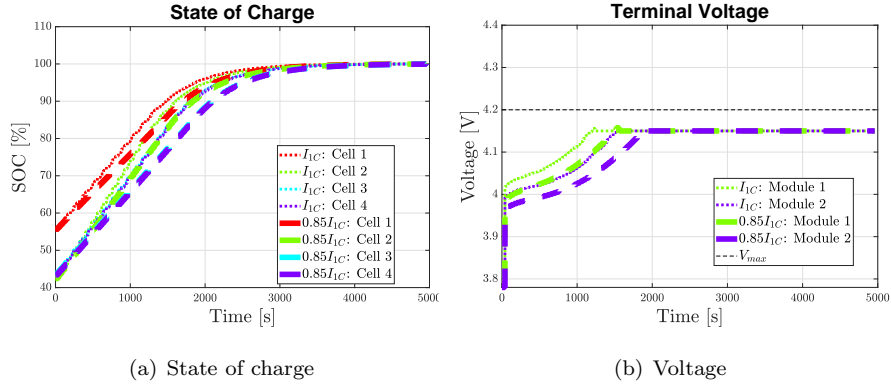 State of Charge
110
100
90
80
70
60
50
40
SOC [%]
0
1000
2000
3000
4000
5000
Time [s]
I1C: Cell 1
I1C: Cell 2
I1C: Cell 3
I1C: Cell 4
0.85I1C: Cell 1
0.85I1C: Cell 2
0.85I1C: Cell 3
0.85I1C: Cell 4
(a) State of charge
Terminal Voltage
4.4
4.3
4.2
4.1
4
3.9
3.8
Voltage [V]
0
1000
2000
3000
4000
5000
Time [s]
I1C: Module 1
I1C: Module 2
0.85I1C: Module 1
0.85I1C: Module 2
Vmax
(b) Voltage